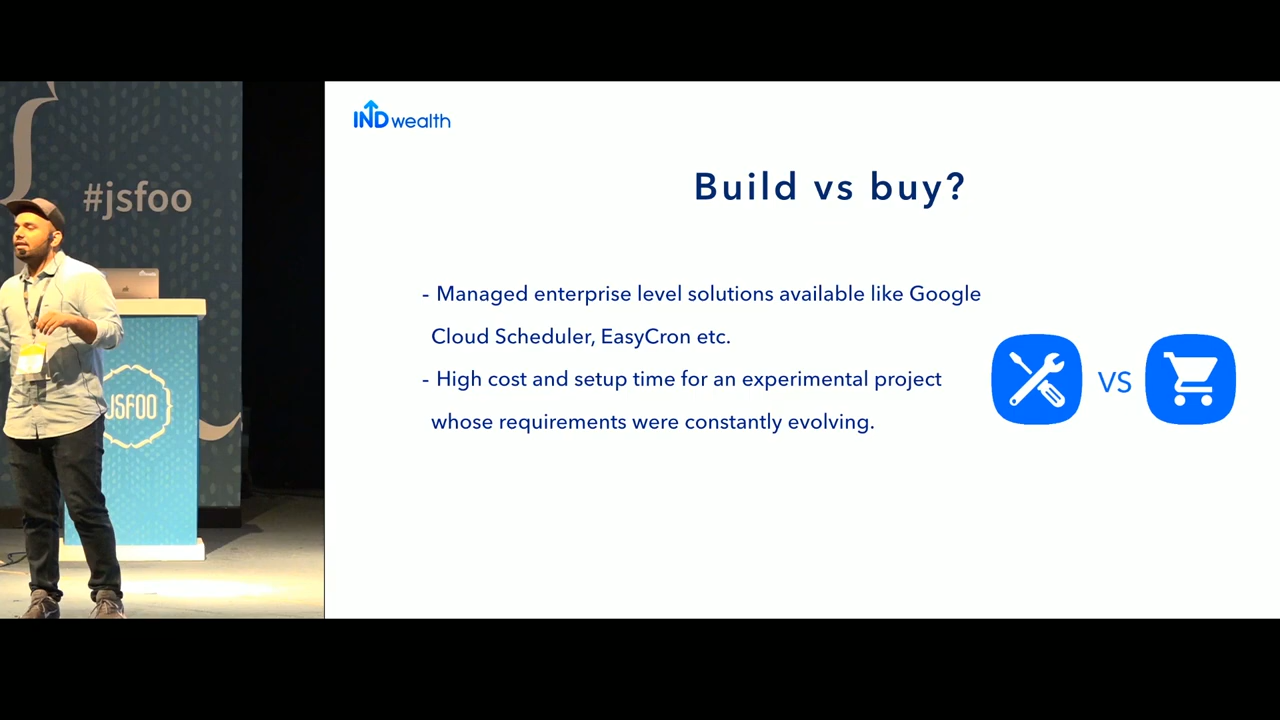 #jsfoo
JSFOO
INDwealth
Build vs buy?
- Managed enterprise level solutions available like Google
Cloud Scheduler, EasyCron etc.
- High cost and setup time for an experimental project
whose requirements were constantly evolving.
VS